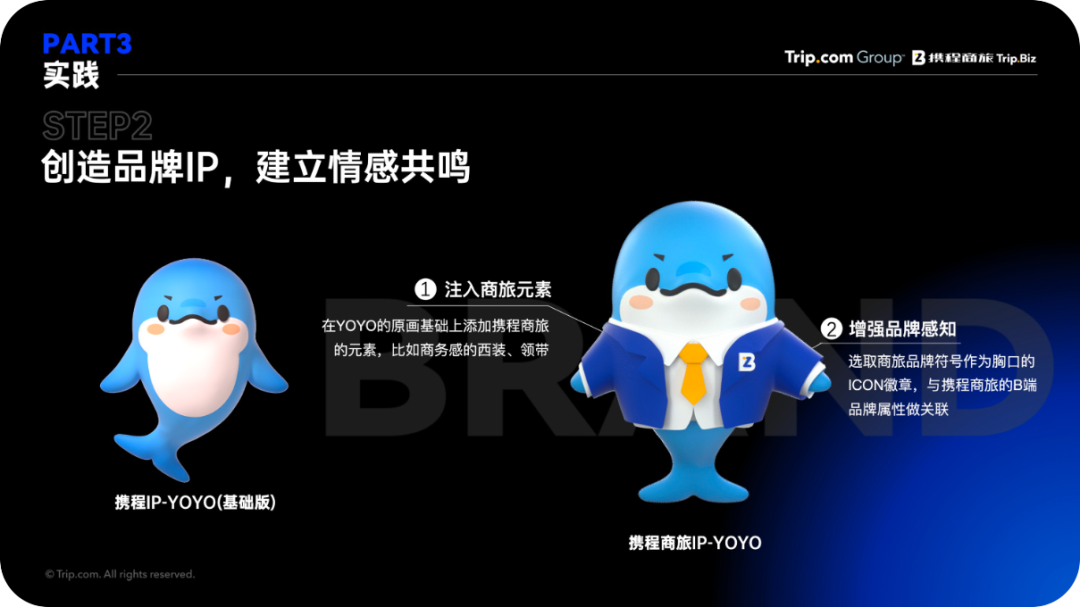 PART3
实践
Trip.com Group™ 携程商旅 Trip.Biz
STEP2
创造品牌IP，建立情感共鸣
BRAND
1 注入商旅元素
在YOYO的原画基础上添加携程商旅
的元素，比如商务感的西装、领带
2 增强品牌感知
选取商旅品牌符号作为胸口的
ICON徽章，与携程商旅的B端
品牌属性做关联
携程IP-YOYO(基础版)
携程商旅IP-YOYO
© Trip.com. All rights reserved.